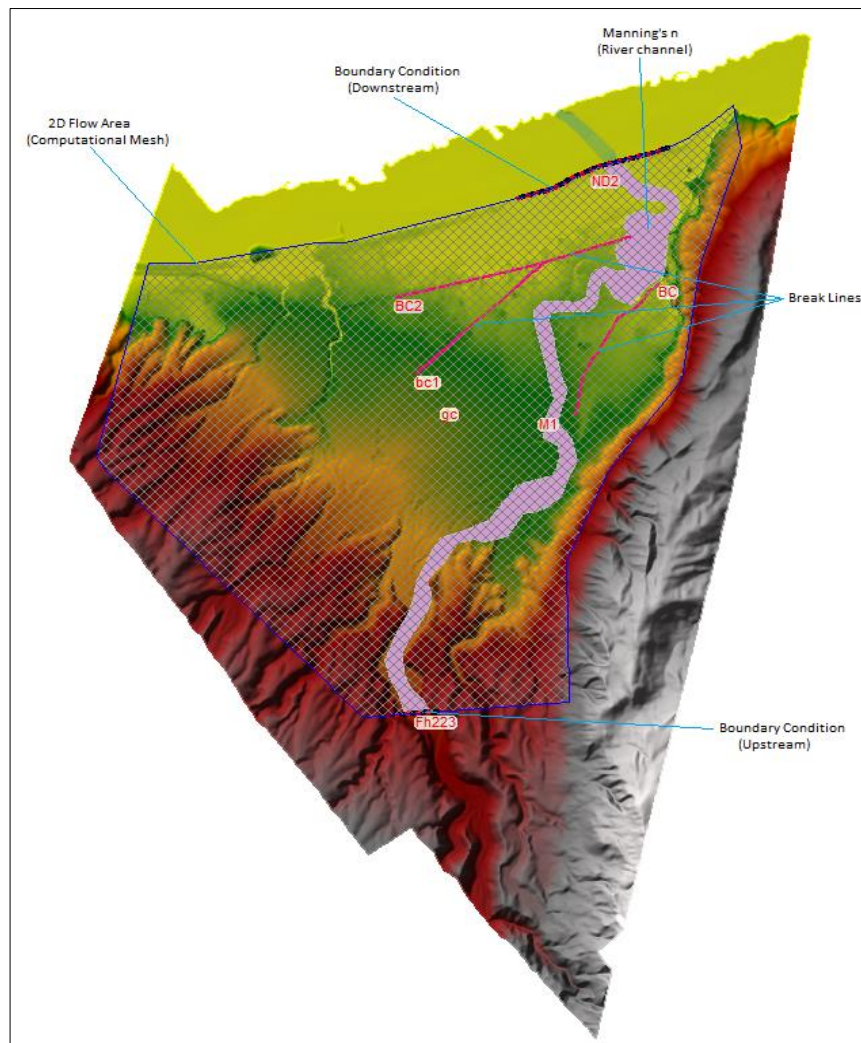 Manning's n
(River channel)
Boundary Condition
(Downstream)
2D Flow Area
(Computational Mesh)
ND2
BC
BC2
Break Lines
bc1
gc
M1
Fh223
Boundary Condition
(Upstream)